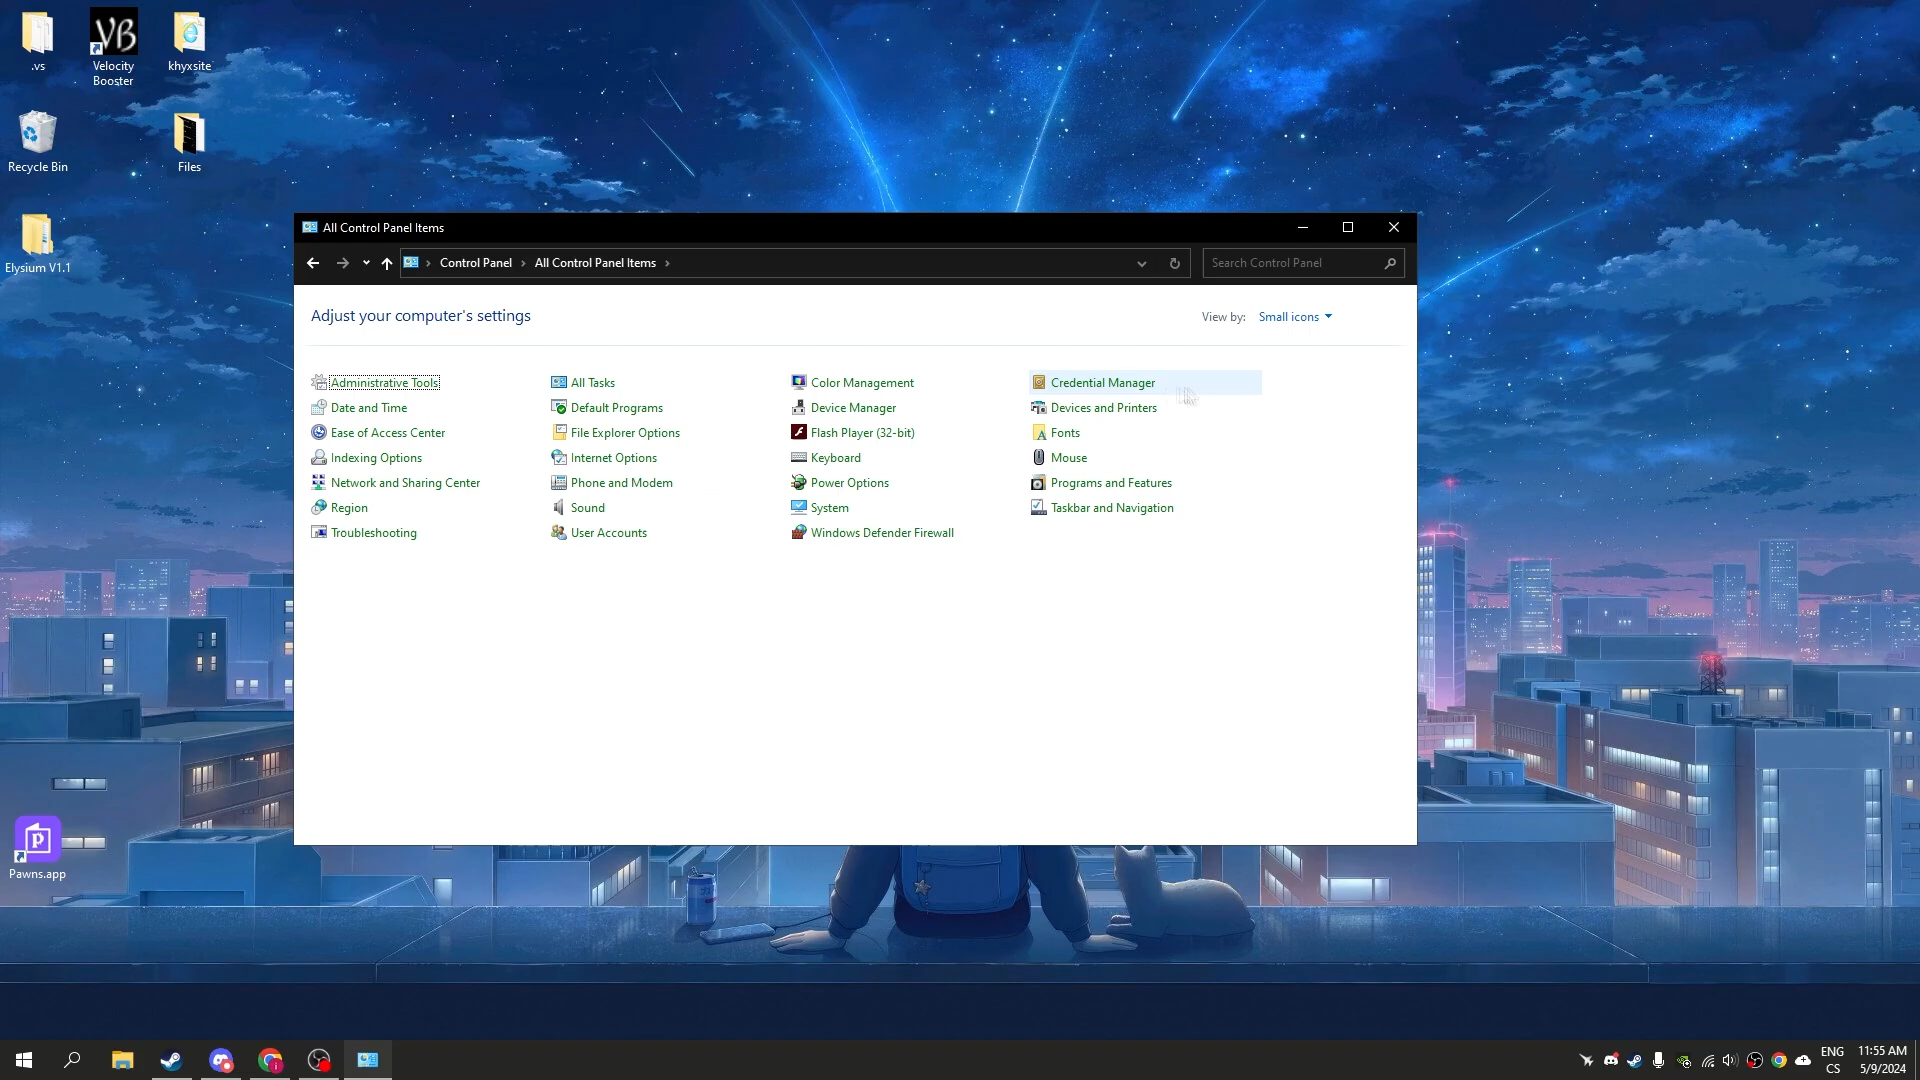 .vs
Velocity
Booster
khyxsite
Recycle Bin
Files
Elysium V1.1
Pawns.app
All Control Panel Items
Control Panel
All Control Panel Items
Search Control Panel
Adjust your computer's settings
View by:
Small icons
Administrative Tools
All Tasks
Color Management
Credential Manager
Date and Time
Default Programs
Device Manager
Devices and Printers
Ease of Access Center
File Explorer Options
Flash Player (32-bit)
Fonts
Indexing Options
Internet Options
Keyboard
Mouse
Network and Sharing Center
Phone and Modem
Power Options
Programs and Features
Region
Sound
System
Taskbar and Navigation
Troubleshooting
User Accounts
Windows Defender Firewall
ENG
CS
11:55 AM
5/9/2024